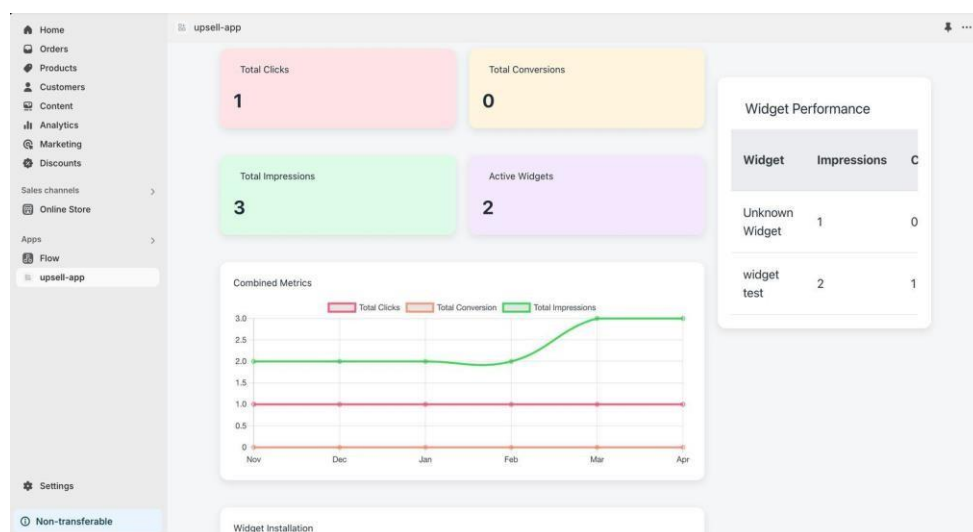 Home
Orders
Products
Customers
Content
Analytics
Marketing
Discounts
Sales channels
Online Store
Apps
Flow
upsell-app
Settings
Non-transferable
upsell-app
Total Clicks
1
Total Conversions
0
Total Impressions
3
Active Widgets
2
Combined Metrics
Total Clicks Total Conversion Total Impressions
3.0
2.5
2.0
1.5
1.0
0.5
0
Nov Dec Jan Feb Mar Apr
Widget Installation
Widget Performance
Widget Impressions C
Unknown
Widget 1 0
widget
test 2 1